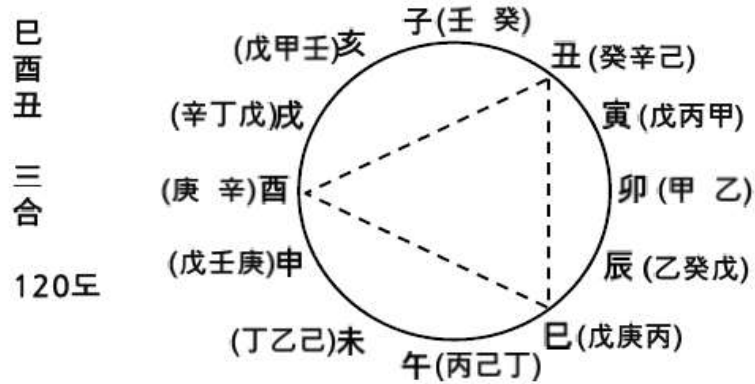 巳酉丑 三合
120도
子(壬 癸)
丑(癸辛己)
寅(戊丙甲)
卯(甲 乙)
辰(乙癸戊)
巳(戊庚丙)
午(丙己丁)
(丁乙己)未
(戊壬庚)申
(庚 辛)酉
(辛丁戊)戌
(戊甲壬)亥